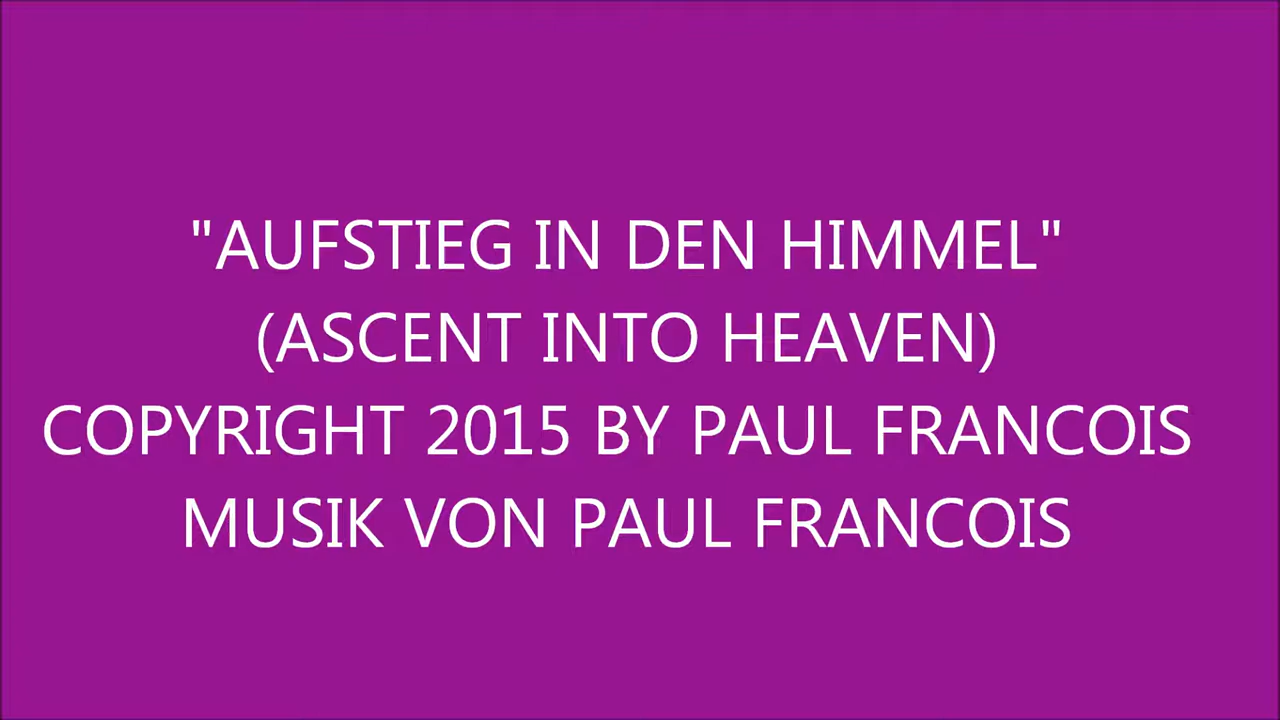 "AUFSTIEG IN DEN HIMMEL"
(ASCENT INTO HEAVEN)
COPYRIGHT 2015 BY PAUL FRANCOIS
MUSIK VON PAUL FRANCOIS